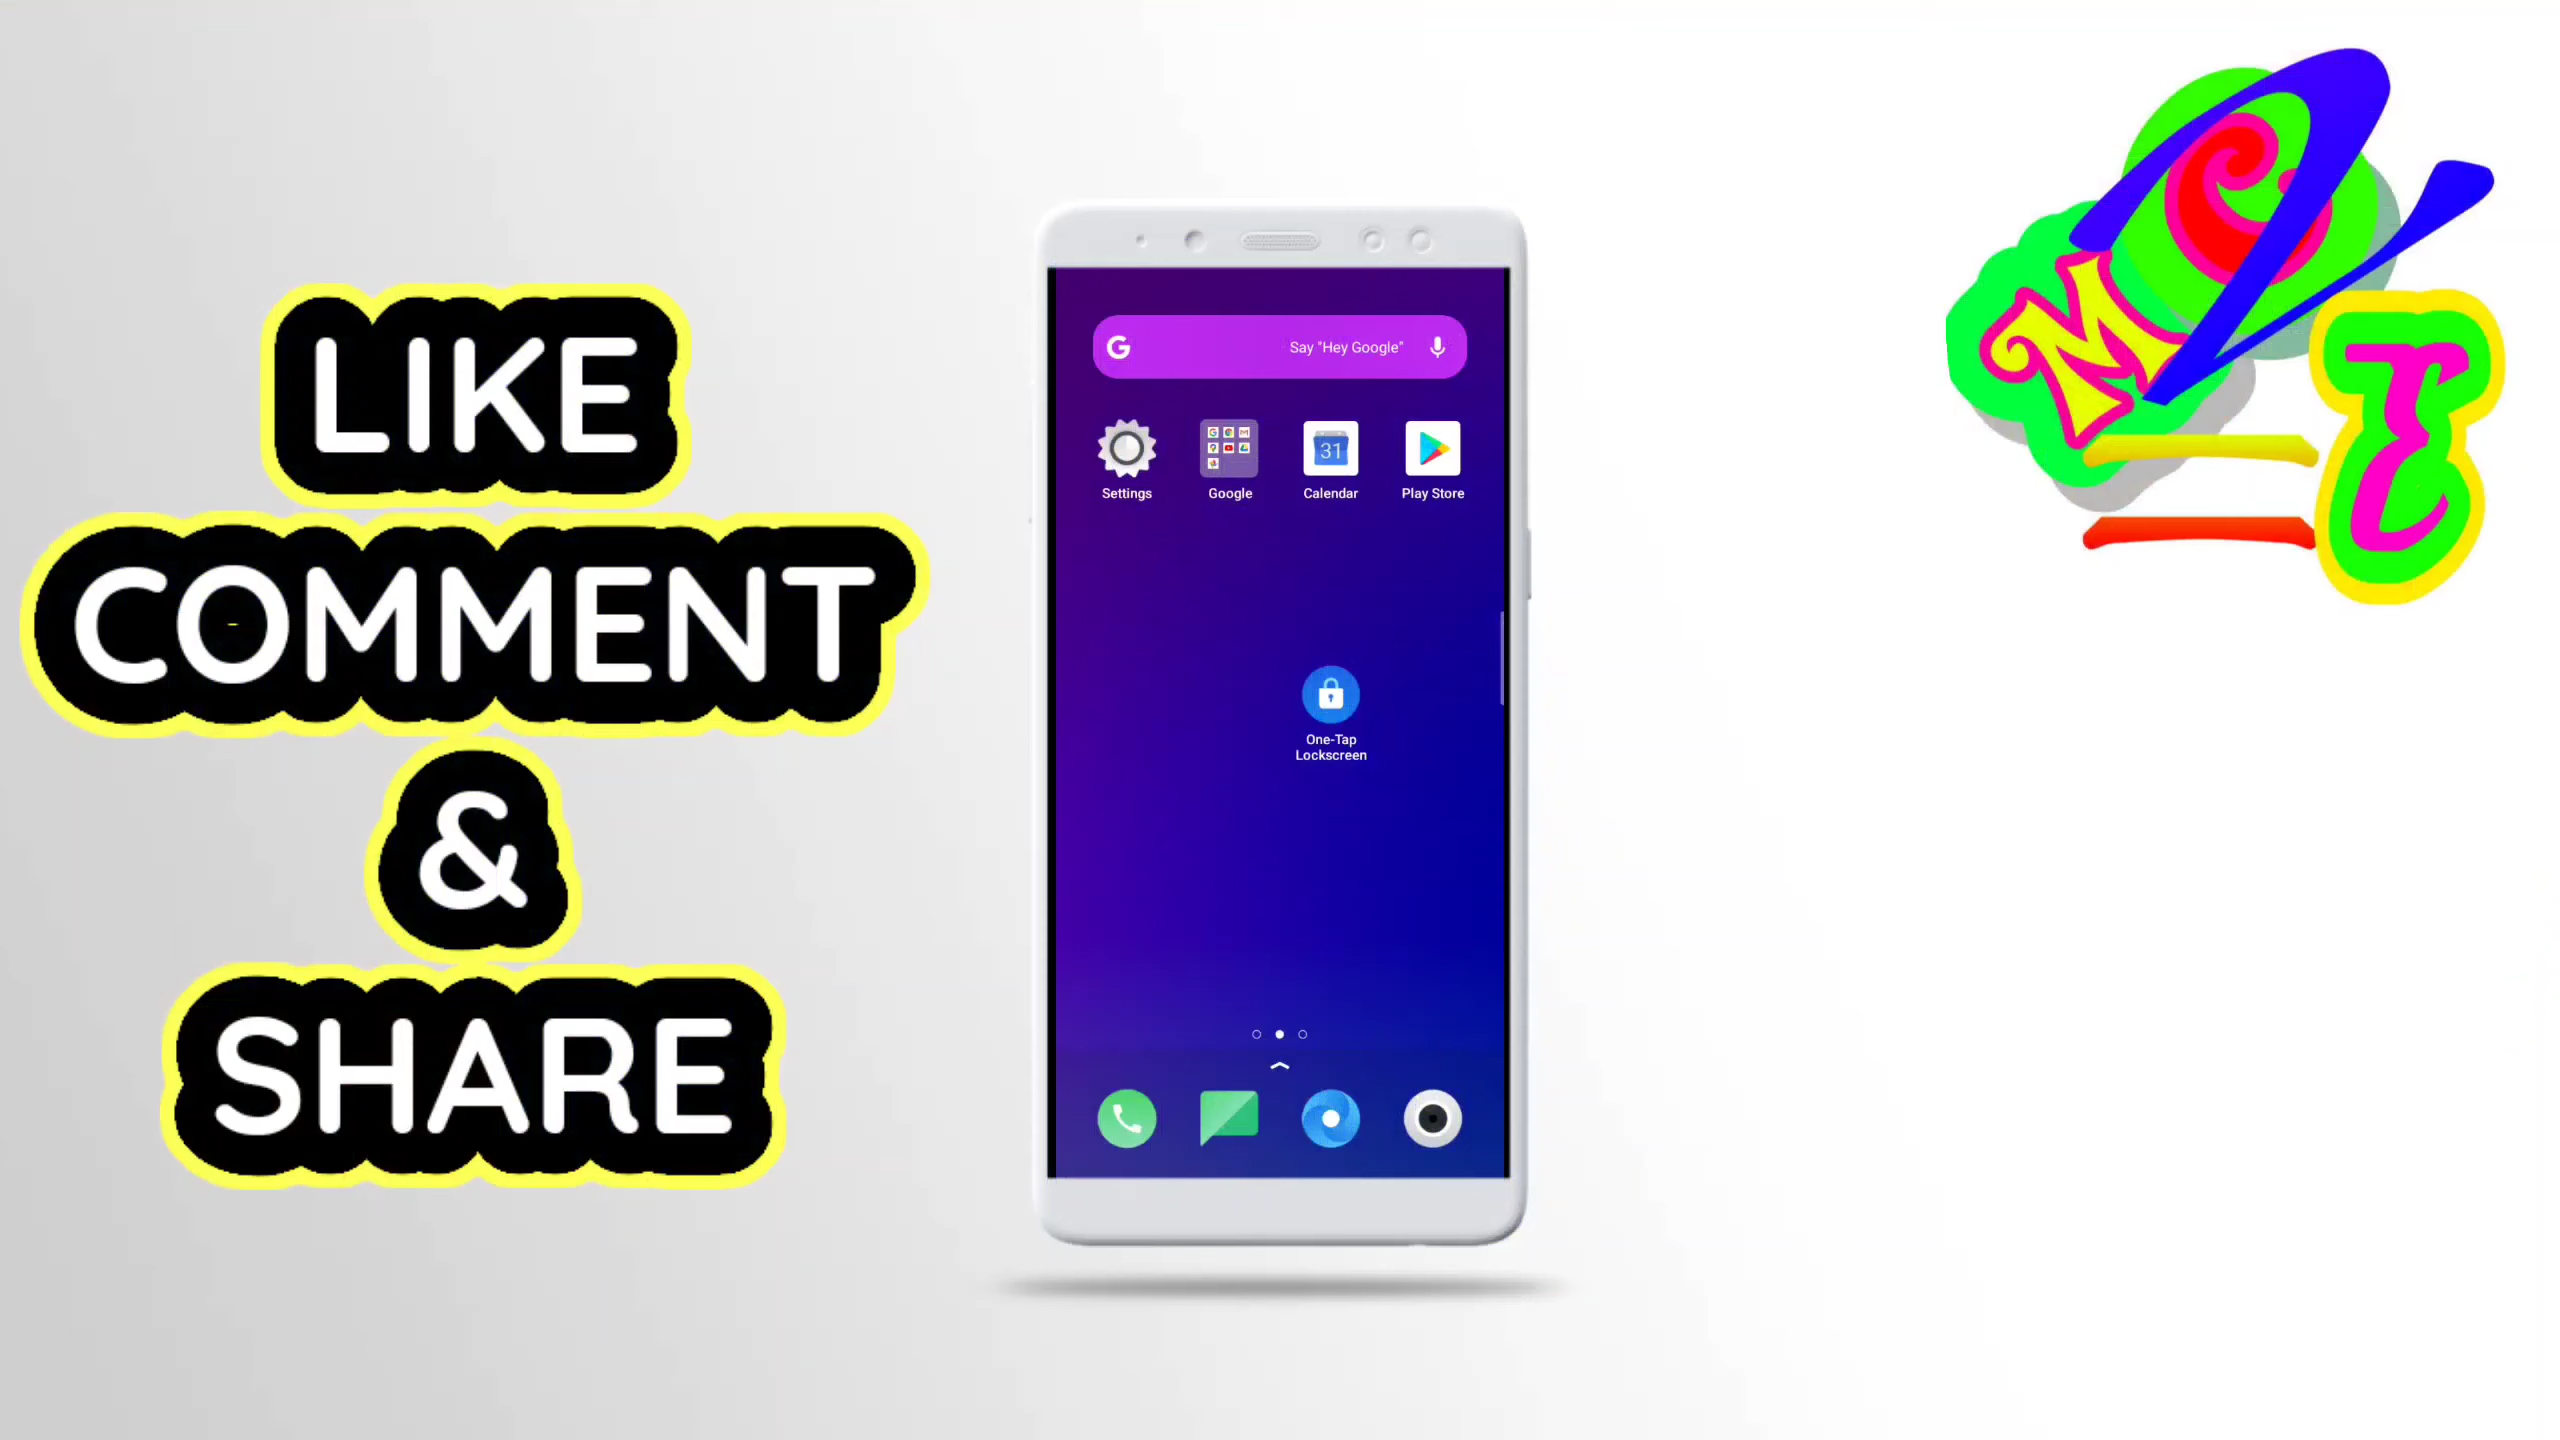 LIKE
COMMENT
&
SHARE
G
Say "Hey Google"
31
Settings
Google
Calendar
Play Store
One-Tap
Lockscreen